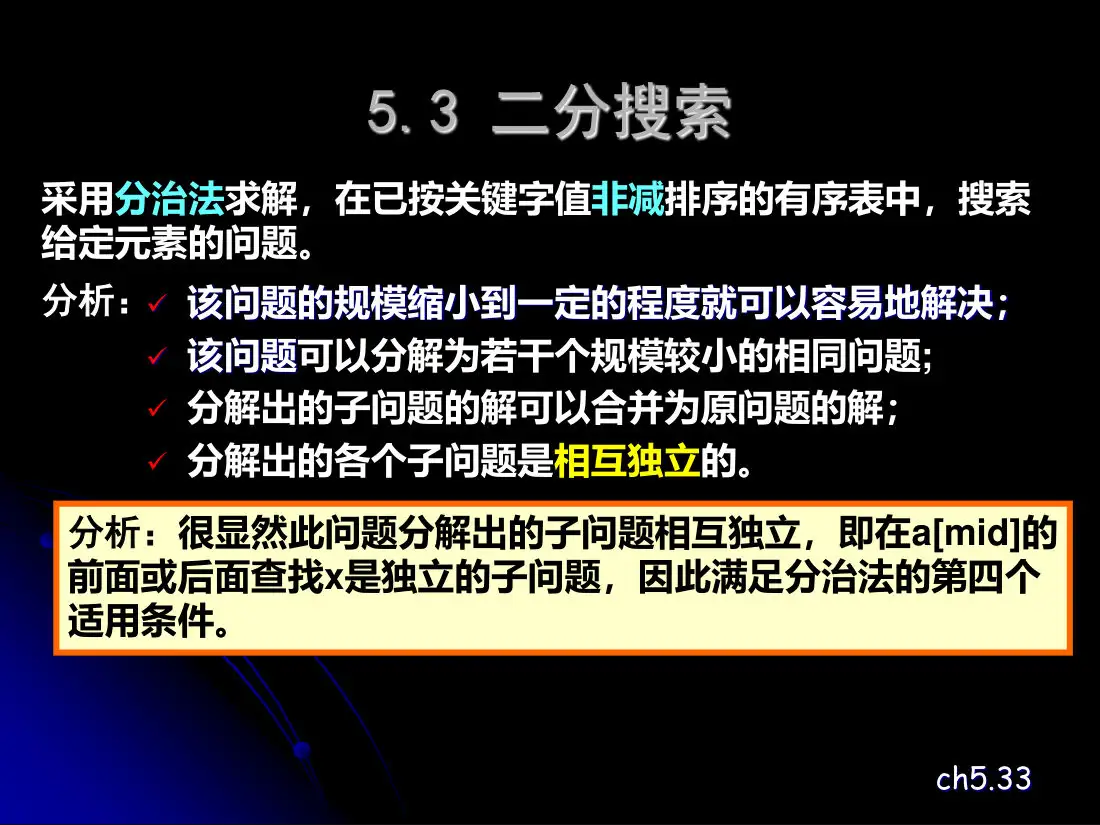 5.3 二分搜索
采用分治法求解，在已按关键字值非减排序的有序表中，搜索
给定元素的问题。
分析：✓ 该问题的规模缩小到一定的程度就可以容易地解决；
✓ 该问题可以分解为若干个规模较小的相同问题；
✓ 分解出的子问题的解可以合并为原问题的解；
✓ 分解出的各个子问题是相互独立的。
分析：很显然此问题分解出的子问题相互独立，即在a[mid]的
前面或后面查找x是独立的子问题，因此满足分治法的第四个
适用条件。
ch5.33